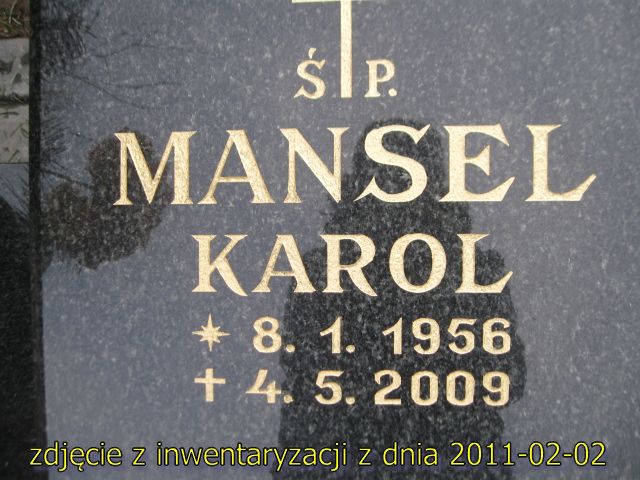 Ś.P.
MANSEL
KAROL
* 8. 1. 1956
† 4. 5. 2009
zdjęcie z inwentaryzacji z dnia 2011-02-02